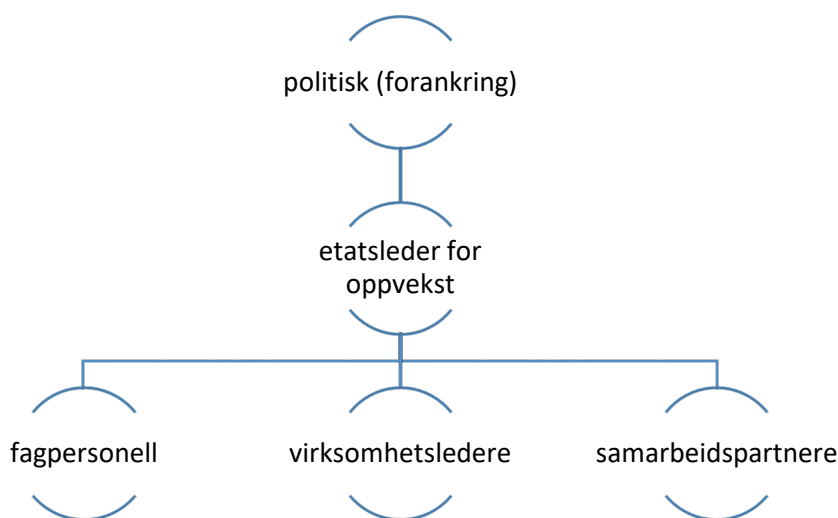 politisk (forankring)
etatsleder for
oppvekst
fagpersonell
virksomhetsledere
samarbeidspartnere